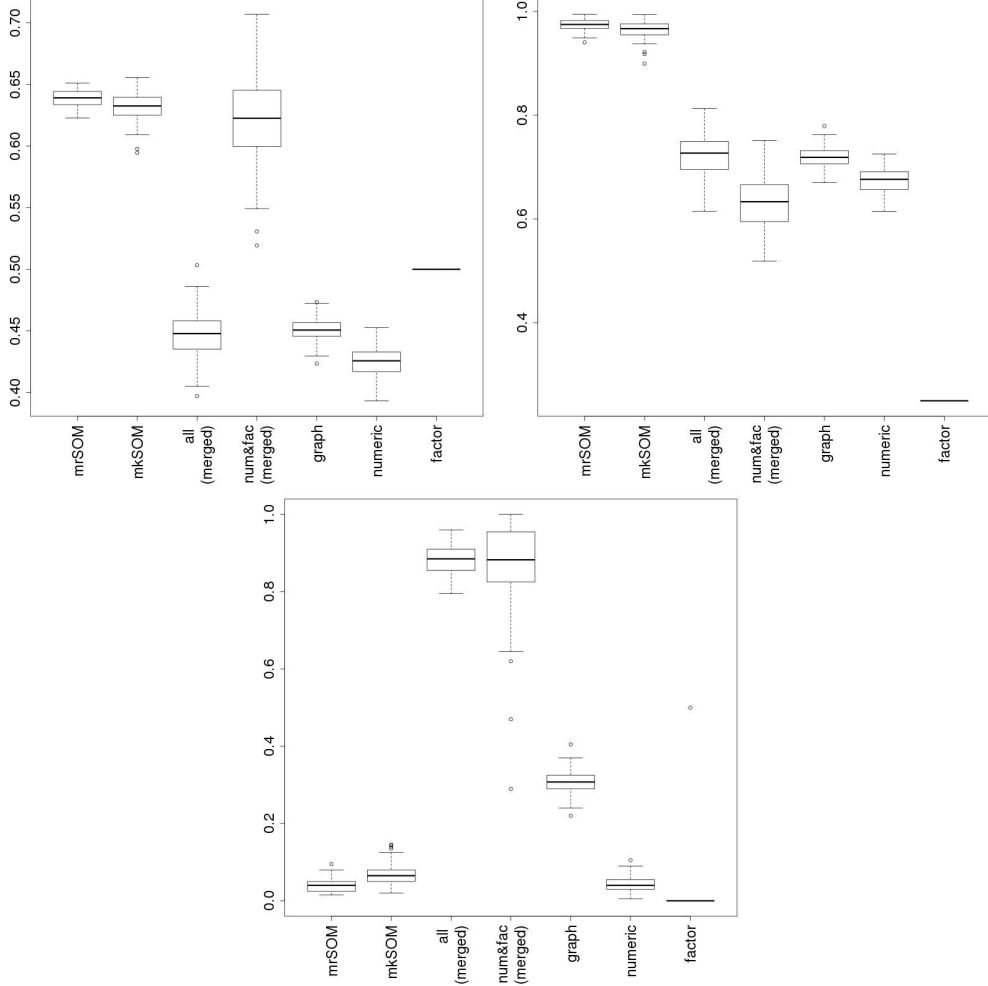 0.70
0.65
0.60
0.55
0.50
0.45
0.40
mrSOM
mkSOM
all
(merged)
num&fac
(merged)
graph
numeric
factor
1.0
0.8
0.6
0.4
mrSOM
mkSOM
all
(merged)
num&fac
(merged)
graph
numeric
factor
1.0
0.8
0.6
0.4
0.2
0.0
mrSOM
mkSOM
all
(merged)
num&fac
(merged)
graph
numeric
factor